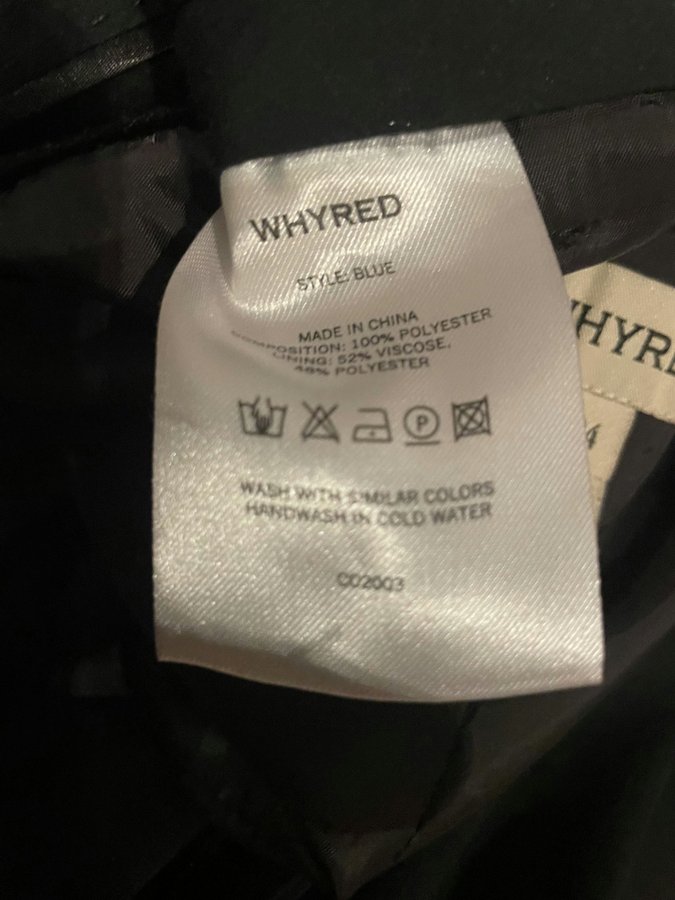 WHYRED
STYLE: BLUE
MADE IN CHINA
COMPOSITION: 100% POLYESTER
LINING: 52% VISCOSE,
48% POLYESTER
P
WASH WITH SIMILAR COLORS
HANDWASH IN COLD WATER
C02003
WHYRE
4